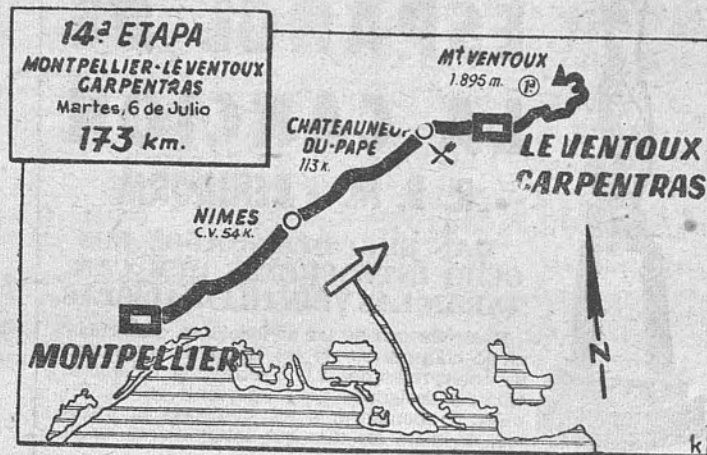 14ª ETAPA
MONTPELLIER-LE VENTOUX
CARPENTRAS
Martes, 6 de Julio
173 km.
Mt VENTOUX
1.895 m. 1ª
CHATEAUNEUF
DU-PAPE
113 K.
LE VENTOUX
CARPENTRAS
NIMES
C.V. 54 K.
MONTPELLIER
N
k